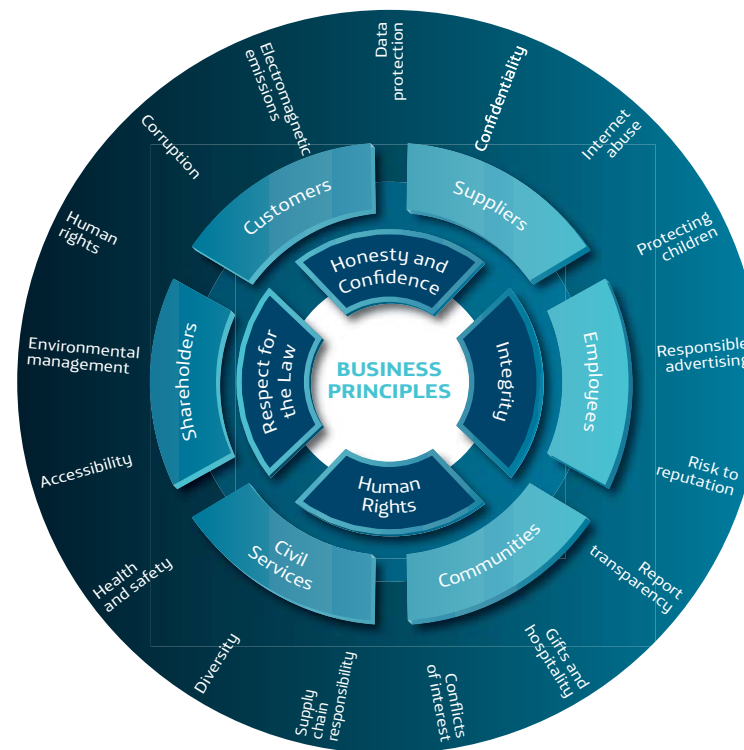 Data
protection
Confidentiality
Internet
abuse
Protecting
children
Responsible
advertising
Risk to
reputation
Report
transparency
Gifts and
hospitality
Conflicts
of interest
Supply
chain
responsibility
Diversity
Health
and safety
Accessibility
Environmental
management
Human
rights
Corruption
Electromagnetic
emissions
Customers
Suppliers
Employees
Communities
Civil
Services
Shareholders
Honesty and
Confidence
Integrity
Human
Rights
Respect for
the Law
BUSINESS
PRINCIPLES